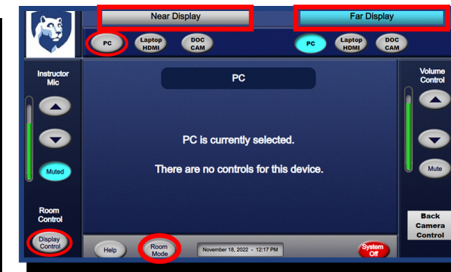 Near Display
Far Display
PC
Laptop
HDMI
DOC
CAM
PC
Laptop
HDMI
DOC
CAM
Instructor
Mic
PC
Volume
Control
PC is currently selected.
There are no controls for this device.
Muted
Mute
Room
Control
Back
Camera
Control
Display
Control
Help
Room
Mode
November 18, 2022 - 12:17 PM
System
Off